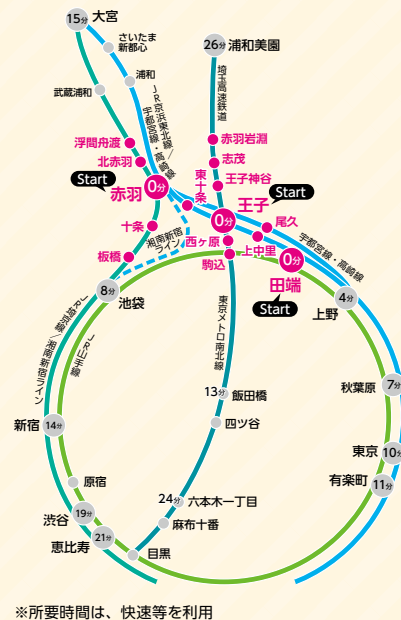 15分
大宮
さいたま
新都心
浦和
武蔵浦和
26分
浦和美園
埼玉高速鉄道
JR京浜東北線/
宇都宮線・高崎線
浮間舟渡
北赤羽
Start
赤羽
0分
十条
板橋
湘南新宿
ライン
赤羽岩淵
志茂
王子神谷
東十条
王子
0分
Start
西ヶ原
駒込
尾久
上中里
宇都宮線・高崎線
0分
田端
Start
8分
池袋
4分
上野
JR埼京線/湘南新宿ライン
JR山手線
東京メトロ南北線
7分
秋葉原
13分
飯田橋
四ツ谷
14分
新宿
10分
東京
11分
有楽町
原宿
19分
渋谷
21分
恵比寿
24分
六本木一丁目
麻布十番
目黒
※所要時間は、快速等を利用